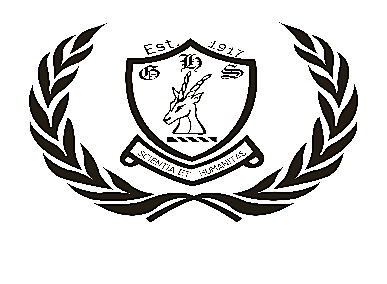 Est. 1917
G H S
SCIENTIA ET HUMANITAS